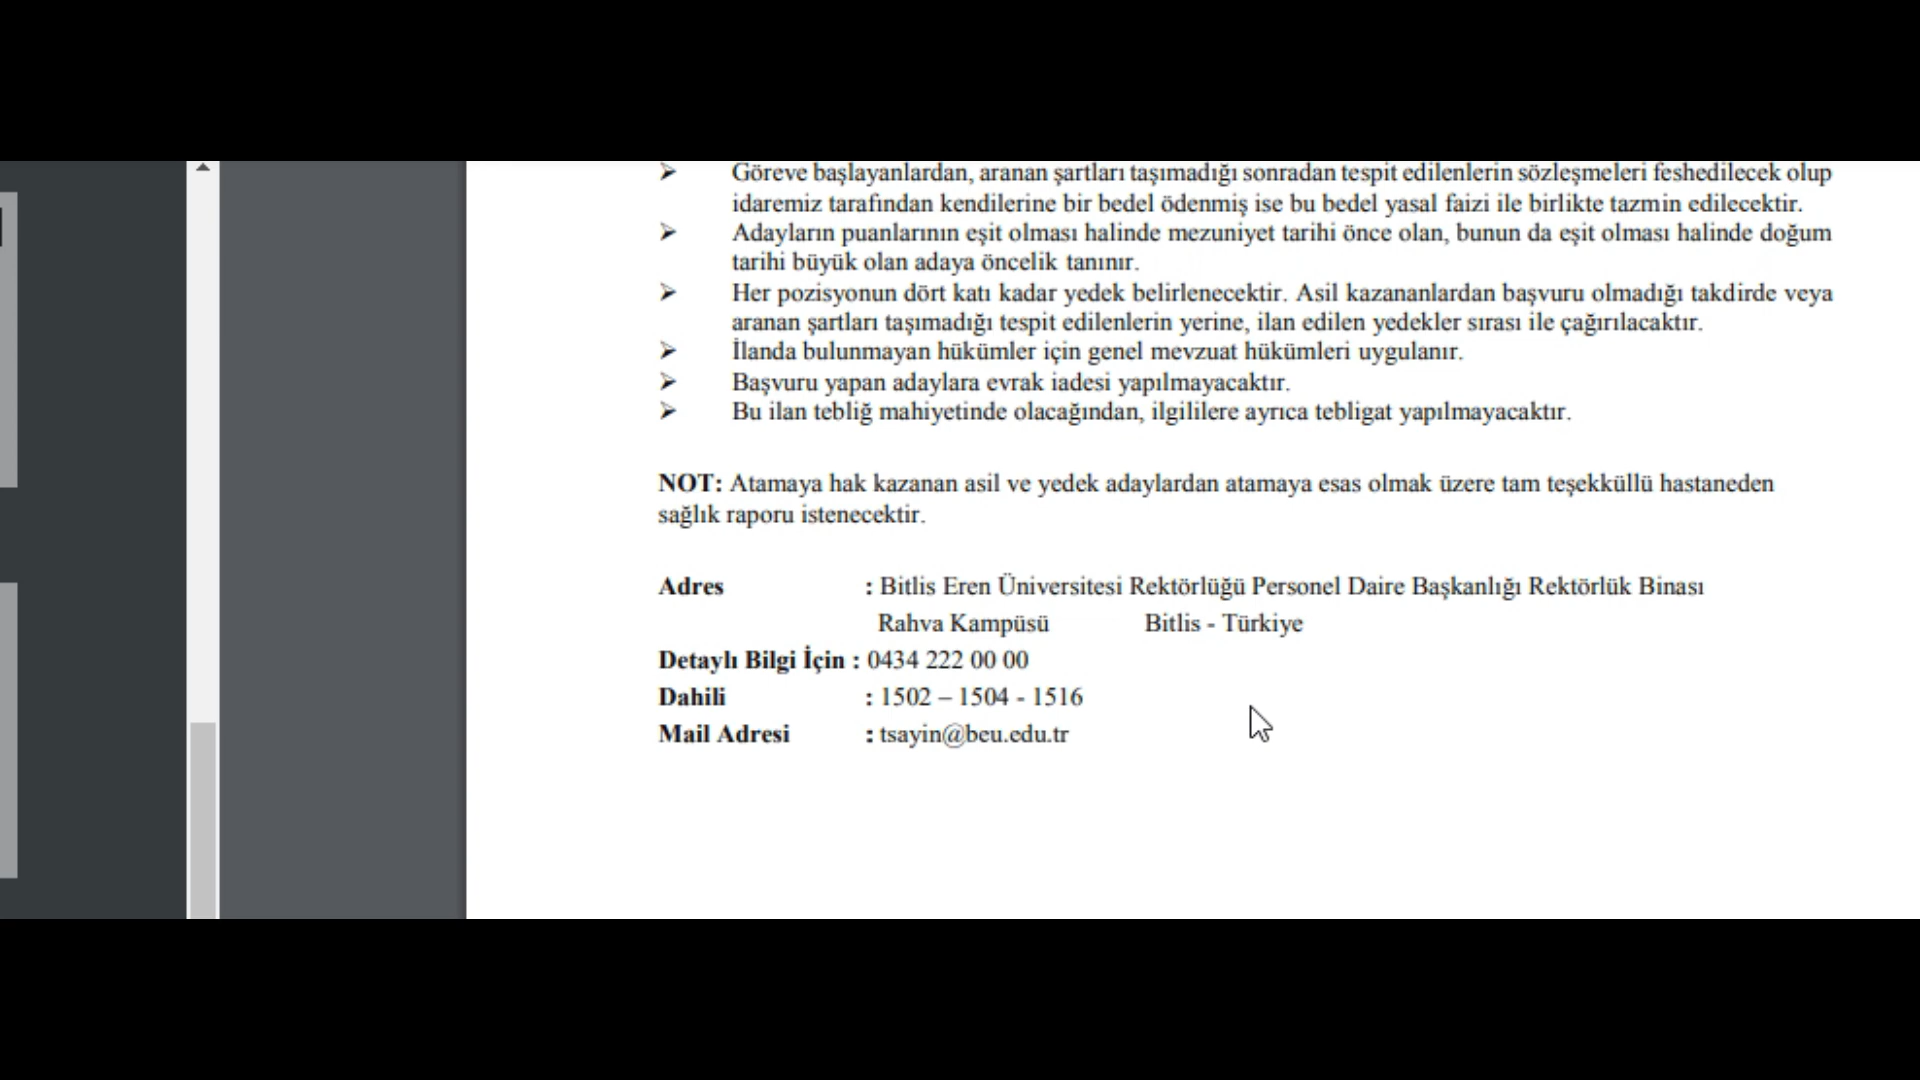 Göreve başlayanlardan, aranan şartları taşımadığı sonradan tespit edilenlerin sözleşmeleri feshedilecek olup
idaremiz tarafından kendilerine bir bedel ödenmiş ise bu bedel yasal faizi ile birlikte tazmin edilecektir.
Adayların puanlarının eşit olması halinde mezuniyet tarihi önce olan, bunun da eşit olması halinde doğum
tarihi büyük olan adaya öncelik tanınır.
Her pozisyonun dört katı kadar yedek belirlenecektir. Asil kazananlardan başvuru olmadığı takdirde veya
aranan şartları taşımadığı tespit edilenlerin yerine, ilan edilen yedekler sırası ile çağırılacaktır.
İlanda bulunmayan hükümler için genel mevzuat hükümleri uygulanır.
Başvuru yapan adaylara evrak iadesi yapılmayacaktır.
Bu ilan tebliğ mahiyetinde olacağından, ilgililere ayrıca tebligat yapılmayacaktır.
NOT: Atamaya hak kazanan asil ve yedek adaylardan atamaya esas olmak üzere tam teşekküllü hastaneden
sağlık raporu istenecektir.
Adres : Bitlis Eren Üniversitesi Rektörlüğü Personel Daire Başkanlığı Rektörlük Binası
Rahva Kampüsü Bitlis - Türkiye
Detaylı Bilgi İçin : 0434 222 00 00
Dahili : 1502 – 1504 - 1516
Mail Adresi : tsayin@beu.edu.tr